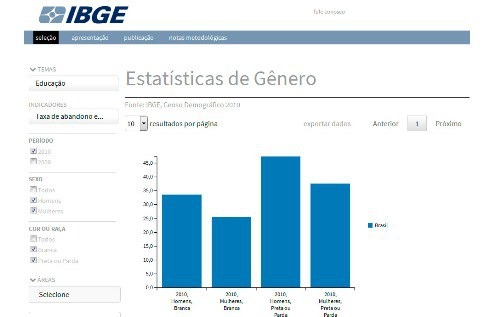 IBGE
fale conosco
seleção apresentação publicação notas metodológicas
TEMAS
Educação
INDICADORES
Taxa de abandono e...
PERÍODO
2010
2000
SEXO
Todos
Homens
Mulheres
COR OU RAÇA
Todos
Branca
Preta ou Parda
ÁREAS
Selecione
Estatísticas de Gênero
Fonte: IBGE, Censo Demográfico 2010
10 resultados por página exportar dados Anterior 1 Próximo
45,0
40,0
35,0
30,0
25,0
20,0
15,0
10,0
5,0
0,0
2010, Homens, Branca
2010, Mulheres, Branca
2010, Homens, Preta ou Parda
2010, Mulheres, Preta ou Parda
Brasil